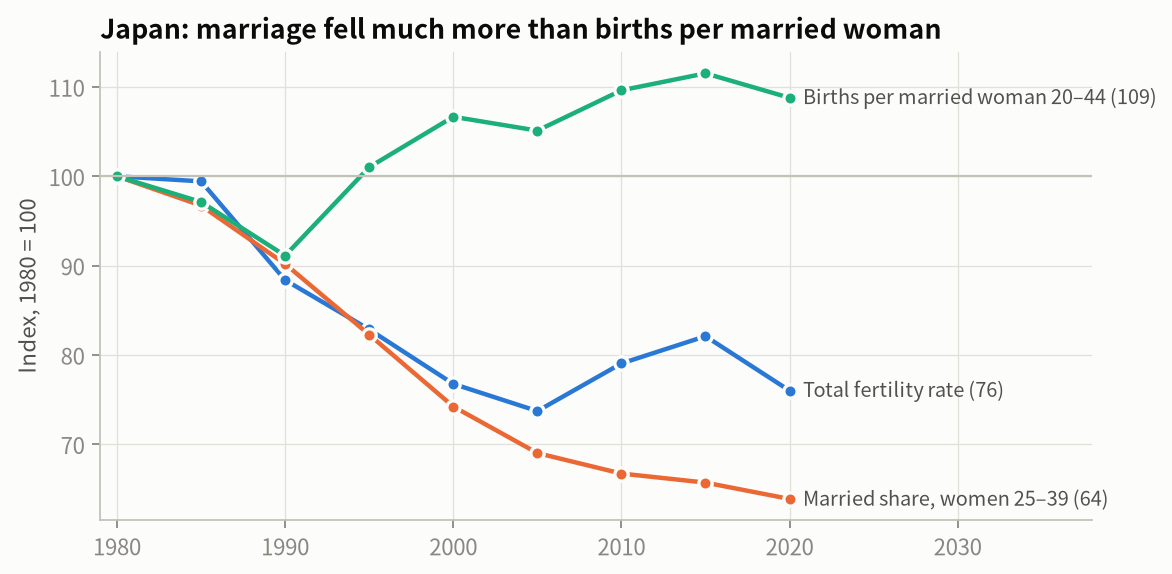 Japan: marriage fell much more than births per married woman
Index, 1980 = 100
110
100
90
80
70
Births per married woman 20–44 (109)
Total fertility rate (76)
Married share, women 25–39 (64)
1980 1990 2000 2010 2020 2030